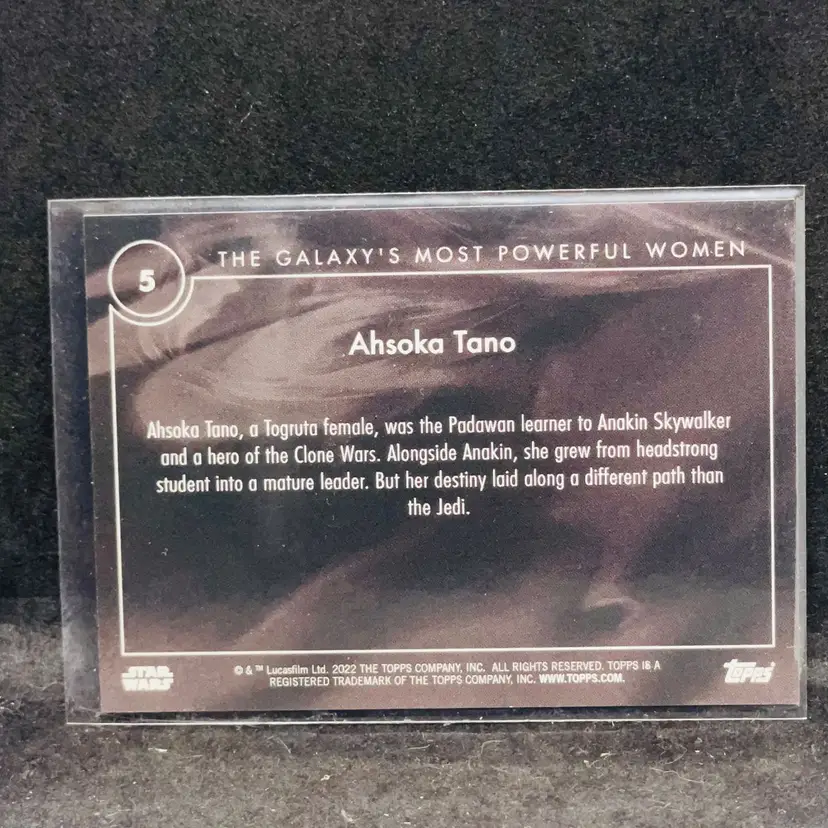 5
THE GALAXY'S MOST POWERFUL WOMEN
Ahsoka Tano
Ahsoka Tano, a Togruta female, was the Padawan learner to Anakin Skywalker
and a hero of the Clone Wars. Alongside Anakin, she grew from headstrong
student into a mature leader. But her destiny laid along a different path than
the Jedi.
STAR
WARS
© & ™ Lucasfilm Ltd. 2022 THE TOPPS COMPANY, INC. ALL RIGHTS RESERVED. TOPPS IS A
REGISTERED TRADEMARK OF THE TOPPS COMPANY, INC. WWW.TOPPS.COM.
topps